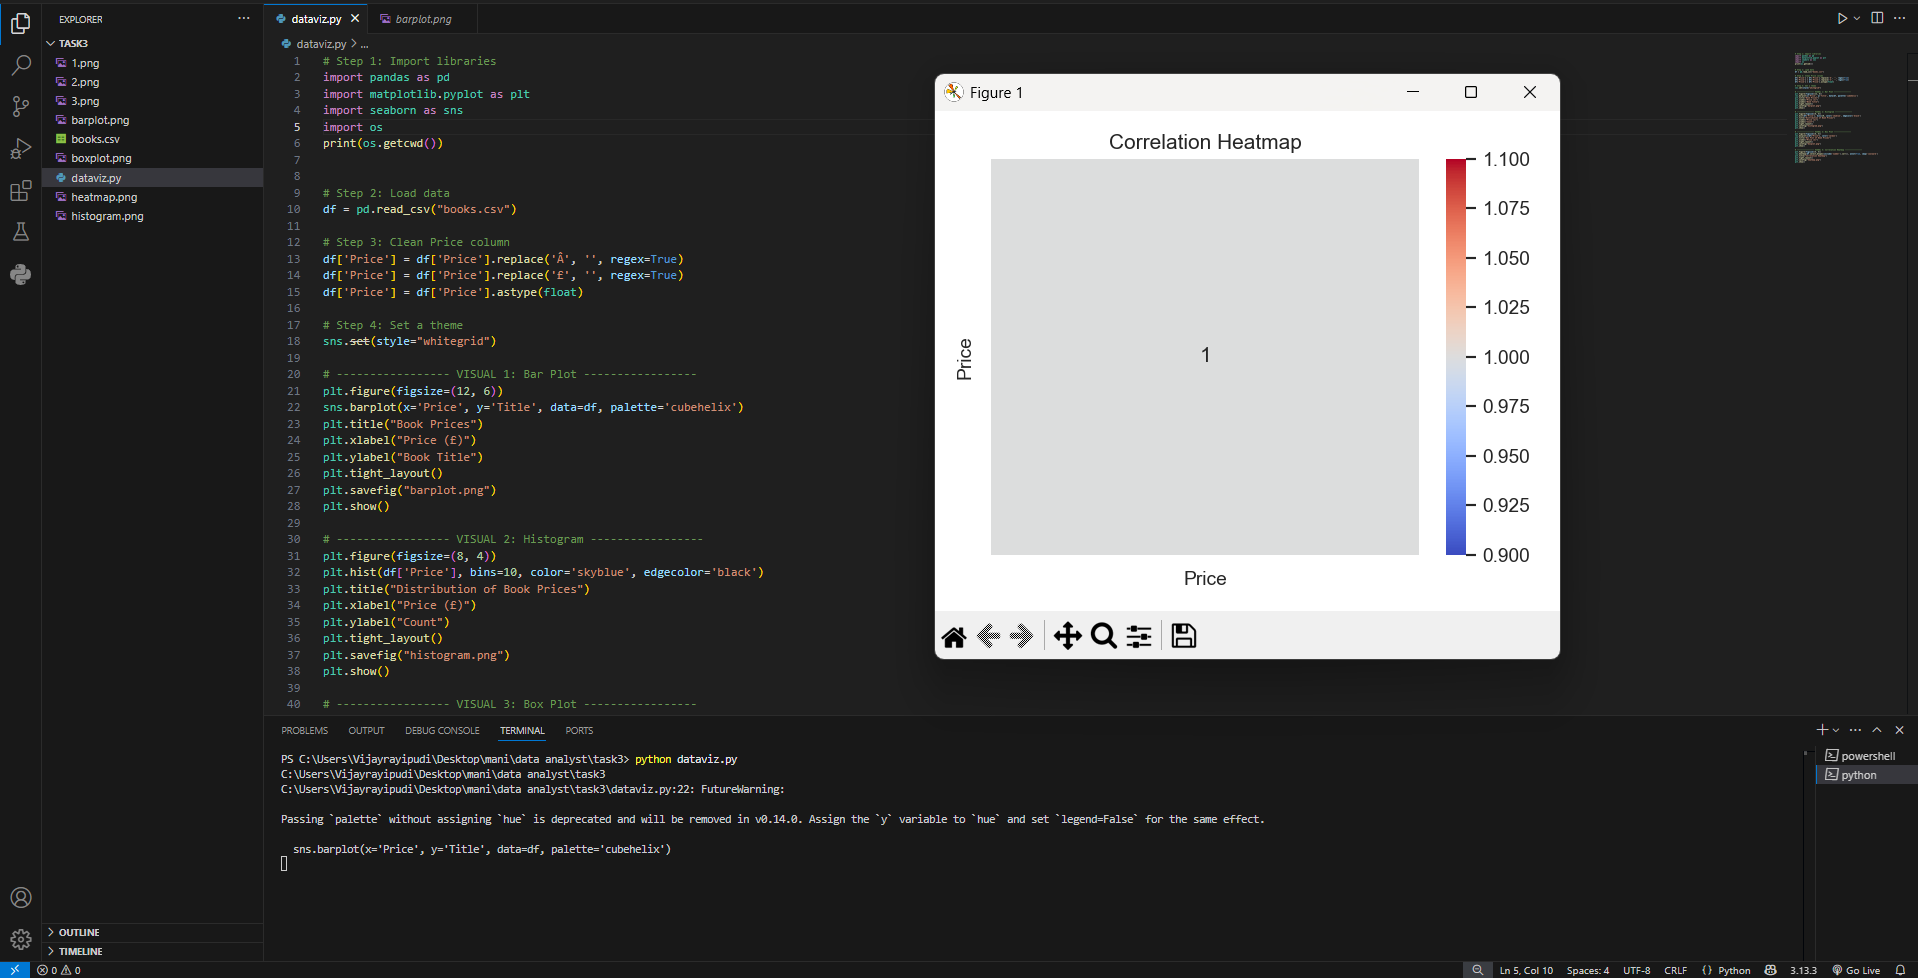 EXPLORER
TASK3
1.png
2.png
3.png
barplot.png
books.csv
boxplot.png
dataviz.py
heatmap.png
histogram.png
OUTLINE
TIMELINE
dataviz.py
barplot.png
dataviz.py > ...
1 # Step 1: Import libraries
2 import pandas as pd
3 import matplotlib.pyplot as plt
4 import seaborn as sns
5 import os
6 print(os.getcwd())
7
8
9 # Step 2: Load data
10 df = pd.read_csv("books.csv")
11
12 # Step 3: Clean Price column
13 df['Price'] = df['Price'].replace('Â', '', regex=True)
14 df['Price'] = df['Price'].replace('£', '', regex=True)
15 df['Price'] = df['Price'].astype(float)
16
17 # Step 4: Set a theme
18 sns.set(style="whitegrid")
19
20 # ----------------- VISUAL 1: Bar Plot -----------------
21 plt.figure(figsize=(12, 6))
22 sns.barplot(x='Price', y='Title', data=df, palette='cubehelix')
23 plt.title("Book Prices")
24 plt.xlabel("Price (£)")
25 plt.ylabel("Book Title")
26 plt.tight_layout()
27 plt.savefig("barplot.png")
28 plt.show()
29
30 # ----------------- VISUAL 2: Histogram -----------------
31 plt.figure(figsize=(8, 4))
32 plt.hist(df['Price'], bins=10, color='skyblue', edgecolor='black')
33 plt.title("Distribution of Book Prices")
34 plt.xlabel("Price (£)")
35 plt.ylabel("Count")
36 plt.tight_layout()
37 plt.savefig("histogram.png")
38 plt.show()
39
40 # ----------------- VISUAL 3: Box Plot -----------------
Figure 1
Correlation Heatmap
1
Price
Price
1.100
1.075
1.050
1.025
1.000
0.975
0.950
0.925
0.900
PROBLEMS OUTPUT DEBUG CONSOLE TERMINAL PORTS
PS C:\Users\Vijayrayipudi\Desktop\mani\data analyst\task3> python dataviz.py
C:\Users\Vijayrayipudi\Desktop\mani\data analyst\task3
C:\Users\Vijayrayipudi\Desktop\mani\data analyst\task3\dataviz.py:22: FutureWarning:
Passing `palette` without assigning `hue` is deprecated and will be removed in v0.14.0. Assign the `y` variable to `hue` and set `legend=False` for the same effect.
sns.barplot(x='Price', y='Title', data=df, palette='cubehelix')
powershell
python
0 0
Ln 5, Col 10 Spaces: 4 UTF-8 CRLF {} Python 3.13.3 Go Live